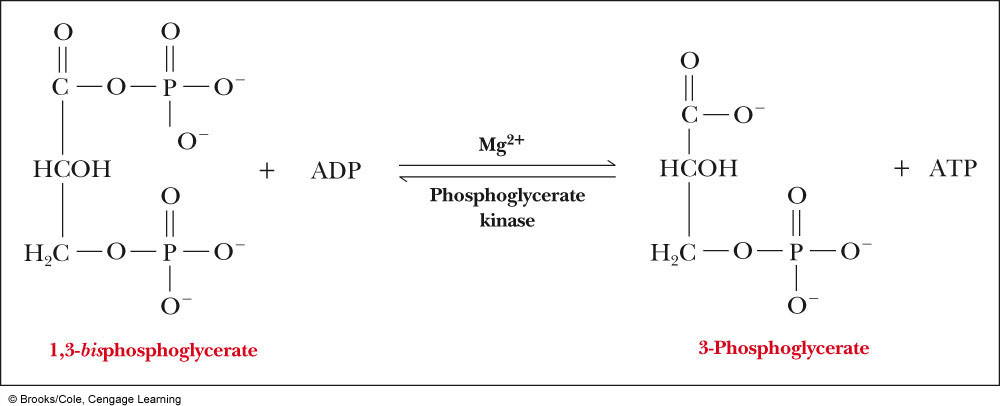 O O
C — O — P — O⁻
O⁻
HCOH + ADP
O
H₂C — O — P — O⁻
O⁻
1,3-bisphosphoglycerate
Mg²⁺
Phosphoglycerate
kinase
O
C — O⁻
HCOH + ATP
O
H₂C — O — P — O⁻
O⁻
3-Phosphoglycerate
© Brooks/Cole, Cengage Learning